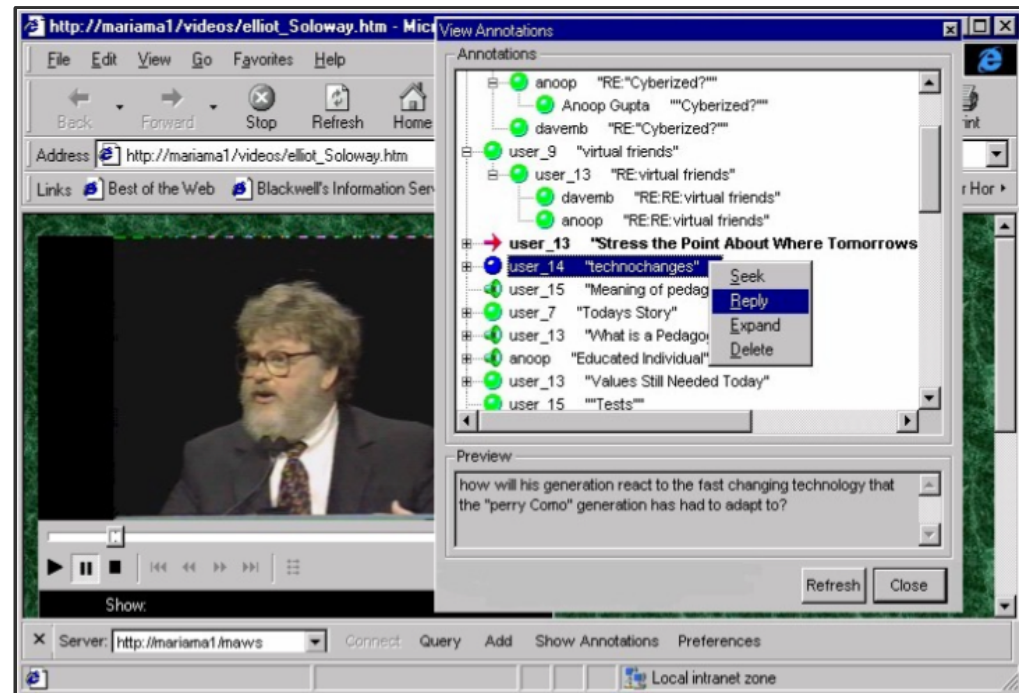 http://mariama1/videos/elliot_Soloway.htm - Micr
File Edit View Go Favorites Help
Back Forward Stop Refresh Home
Address http://mariama1/videos/elliot_Soloway.htm
Links Best of the Web Blackwell's Information Ser
r Hor
int
View Annotations
Annotations
anoop "RE:"Cyberized?""
Anoop Gupta ""Cyberized?""
davemb "RE:"Cyberized?""
user_9 "virtual friends"
user_13 "RE:virtual friends"
davemb "RE:RE:virtual friends"
anoop "RE:RE:virtual friends"
user_13 "Stress the Point About Where Tomorrows
user_14 "technochanges"
user_15 "Meaning of pedag
user_7 "Todays Story"
user_13 "What is a Pedago
anoop "Educated Individual"
user_13 "Values Still Needed Today"
user_15 ""Tests""
Seek
Reply
Expand
Delete
Preview
how will his generation react to the fast changing technology that
the "perry Como" generation has had to adapt to?
Refresh Close
Show:
Server: http://mariama1/maws Connect Query Add Show Annotations Preferences
Local intranet zone